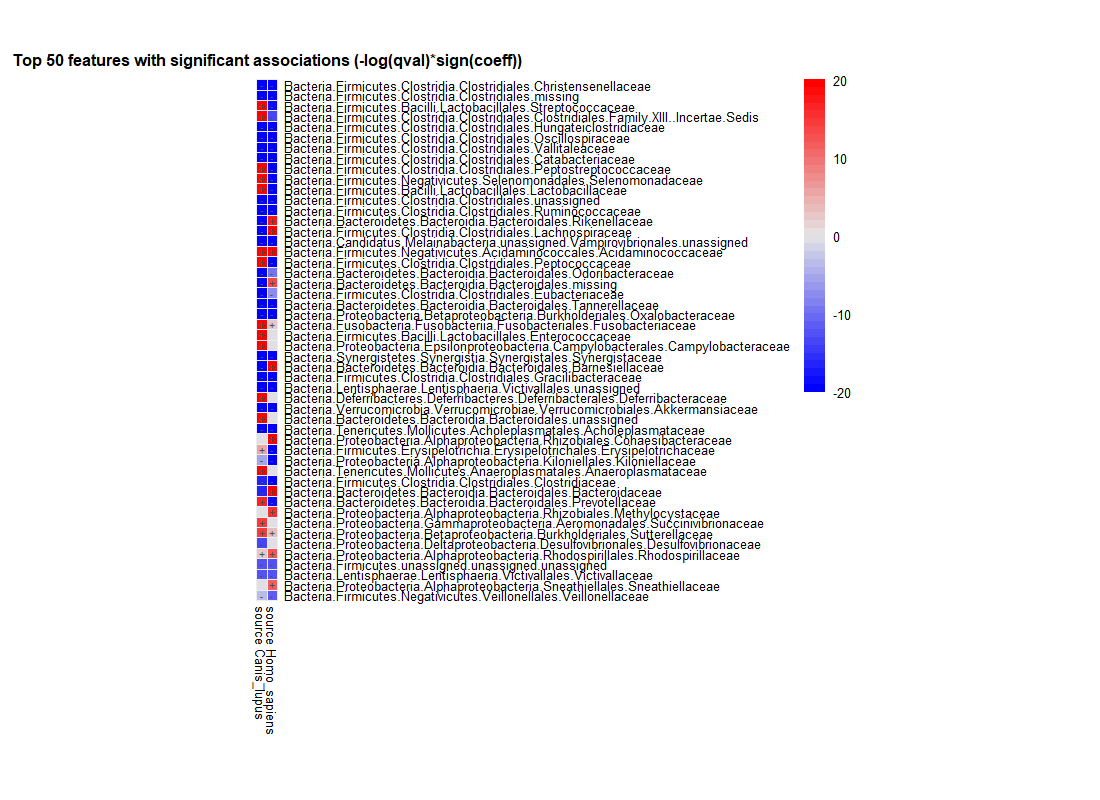 Top 50 features with significant associations (-log(qval)*sign(coeff))
Bacteria.Firmicutes.Clostridia.Clostridiales.Christensenellaceae
Bacteria.Firmicutes.Clostridia.Clostridiales.missing
Bacteria.Firmicutes.Bacilli.Lactobacillales.Streptococcaceae
Bacteria.Firmicutes.Clostridia.Clostridiales.Clostridiales.Family.XIII..Incertae.Sedis
Bacteria.Firmicutes.Clostridia.Clostridiales.Hungateiclostridiaceae
Bacteria.Firmicutes.Clostridia.Clostridiales.Oscillospiraceae
Bacteria.Firmicutes.Clostridia.Clostridiales.Vallitaleaceae
Bacteria.Firmicutes.Clostridia.Clostridiales.Catabacteriaceae
Bacteria.Firmicutes.Clostridia.Clostridiales.Peptostreptococcaceae
Bacteria.Firmicutes.Negativicutes.Selenomonadales.Selenomonadaceae
Bacteria.Firmicutes.Bacilli.Lactobacillales.Lactobacillaceae
Bacteria.Firmicutes.Clostridia.Clostridiales.unassigned
Bacteria.Firmicutes.Clostridia.Clostridiales.Ruminococcaceae
Bacteria.Bacteroidetes.Bacteroidia.Bacteroidales.Rikenellaceae
Bacteria.Firmicutes.Clostridia.Clostridiales.Lachnospiraceae
Bacteria.Candidatus.Melainabacteria.unassigned.Vampirovibrionales.unassigned
Bacteria.Firmicutes.Negativicutes.Acidaminococcales.Acidaminococcaceae
Bacteria.Firmicutes.Clostridia.Clostridiales.Peptococcaceae
Bacteria.Bacteroidetes.Bacteroidia.Bacteroidales.Odoribacteraceae
Bacteria.Bacteroidetes.Bacteroidia.Bacteroidales.missing
Bacteria.Firmicutes.Clostridia.Clostridiales.Eubacteriaceae
Bacteria.Bacteroidetes.Bacteroidia.Bacteroidales.Tannerellaceae
Bacteria.Proteobacteria.Betaproteobacteria.Burkholderiales.Oxalobacteraceae
Bacteria.Fusobacteria.Fusobacteriia.Fusobacteriales.Fusobacteriaceae
Bacteria.Firmicutes.Bacilli.Lactobacillales.Enterococcaceae
Bacteria.Proteobacteria.Epsilonproteobacteria.Campylobacterales.Campylobacteraceae
Bacteria.Synergistetes.Synergistia.Synergistales.Synergistaceae
Bacteria.Bacteroidetes.Bacteroidia.Bacteroidales.Barnesiellaceae
Bacteria.Firmicutes.Clostridia.Clostridiales.Gracilibacteraceae
Bacteria.Lentisphaerae.Lentisphaeria.Victivallales.unassigned
Bacteria.Deferribacteres.Deferribacteres.Deferribacterales.Deferribacteraceae
Bacteria.Verrucomicrobia.Verrucomicrobiae.Verrucomicrobiales.Akkermansiaceae
Bacteria.Bacteroidetes.Bacteroidia.Bacteroidales.unassigned
Bacteria.Tenericutes.Mollicutes.Acholeplasmatales.Acholeplasmataceae
Bacteria.Proteobacteria.Alphaproteobacteria.Rhizobiales.Cohaesibacteraceae
Bacteria.Firmicutes.Erysipelotrichia.Erysipelotrichales.Erysipelotrichaceae
Bacteria.Proteobacteria.Alphaproteobacteria.Kiloniellales.Kiloniellaceae
Bacteria.Tenericutes.Mollicutes.Anaeroplasmatales.Anaeroplasmataceae
Bacteria.Firmicutes.Clostridia.Clostridiales.Clostridiaceae
Bacteria.Bacteroidetes.Bacteroidia.Bacteroidales.Bacteroidaceae
Bacteria.Bacteroidetes.Bacteroidia.Bacteroidales.Prevotellaceae
Bacteria.Proteobacteria.Alphaproteobacteria.Rhizobiales.Methylocystaceae
Bacteria.Proteobacteria.Gammaproteobacteria.Aeromonadales.Succinivibrionaceae
Bacteria.Proteobacteria.Betaproteobacteria.Burkholderiales.Sutterellaceae
Bacteria.Proteobacteria.Deltaproteobacteria.Desulfovibrionales.Desulfovibrionaceae
Bacteria.Proteobacteria.Alphaproteobacteria.Rhodospirillales.Rhodospirillaceae
Bacteria.Firmicutes.unassigned.unassigned.unassigned
Bacteria.Lentisphaerae.Lentisphaeria.Victivallales.Victivallaceae
Bacteria.Proteobacteria.Alphaproteobacteria.Sneathiellales.Sneathiellaceae
Bacteria.Firmicutes.Negativicutes.Veillonellales.Veillonellaceae
source Canis_lupus
source Homo_sapiens
20
10
0
-10
-20